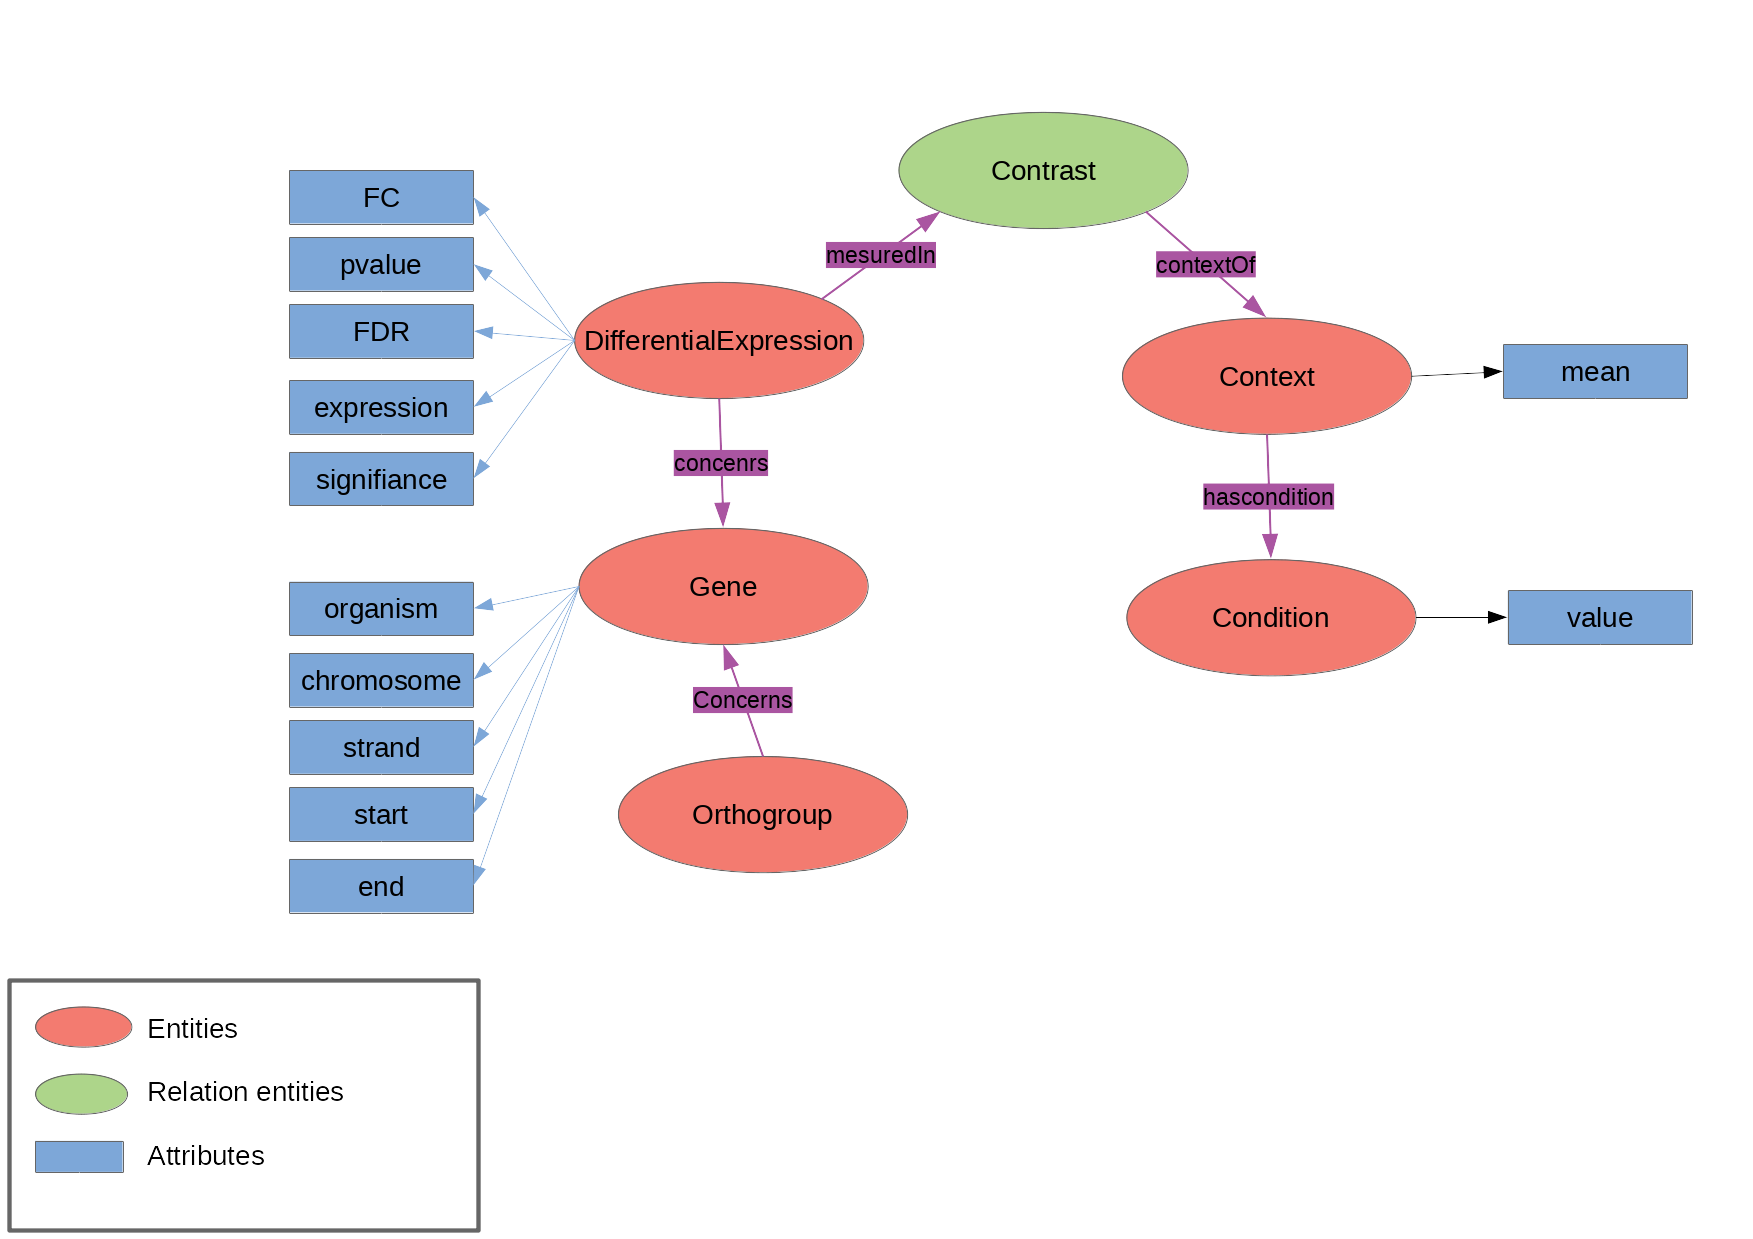 Contrast
FC
mesuredIn
contextOf
pvalue
FDR
DifferentialExpression
Context
mean
expression
concenrs
signifiance
hascondition
Gene
organism
Condition
value
chromosome
Concerns
strand
start
Orthogroup
end
Entities
Relation entities
Attributes